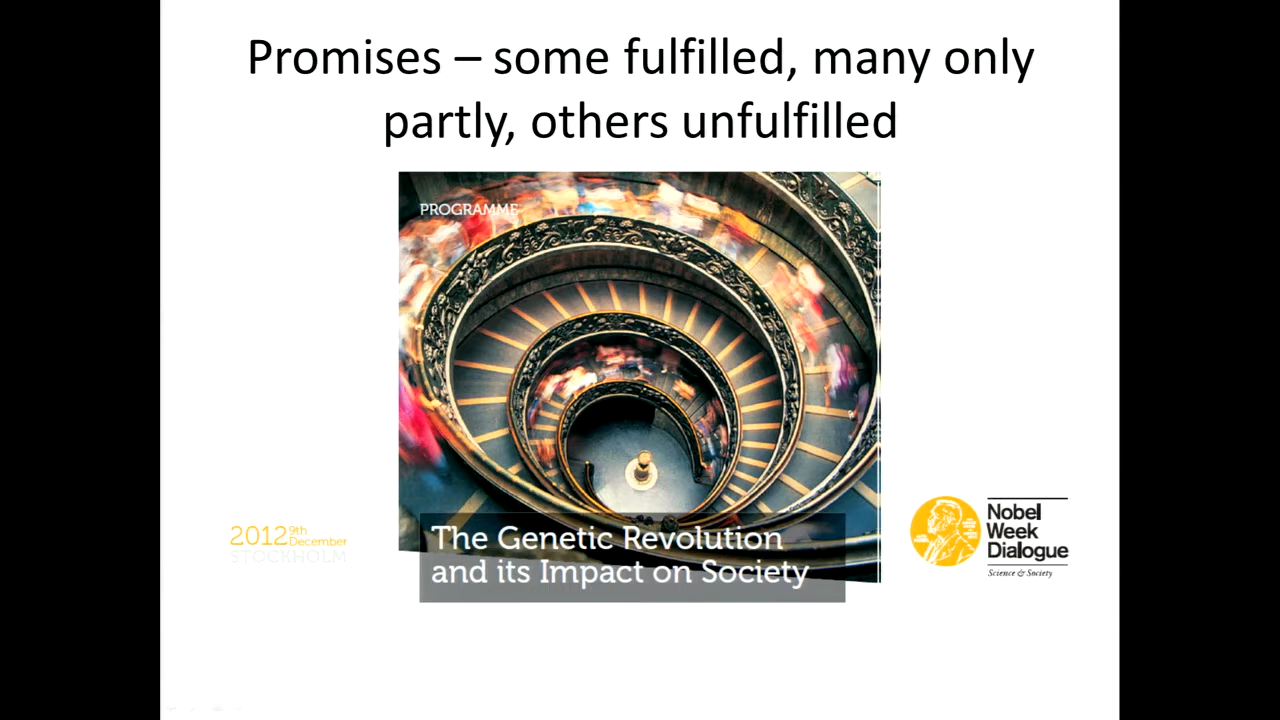 Promises – some fulfilled, many only
partly, others unfulfilled
PROGRAMME
The Genetic Revolution
and its Impact on Society
2012 9th December
STOCKHOLM
Nobel
Week
Dialogue
Science & Society